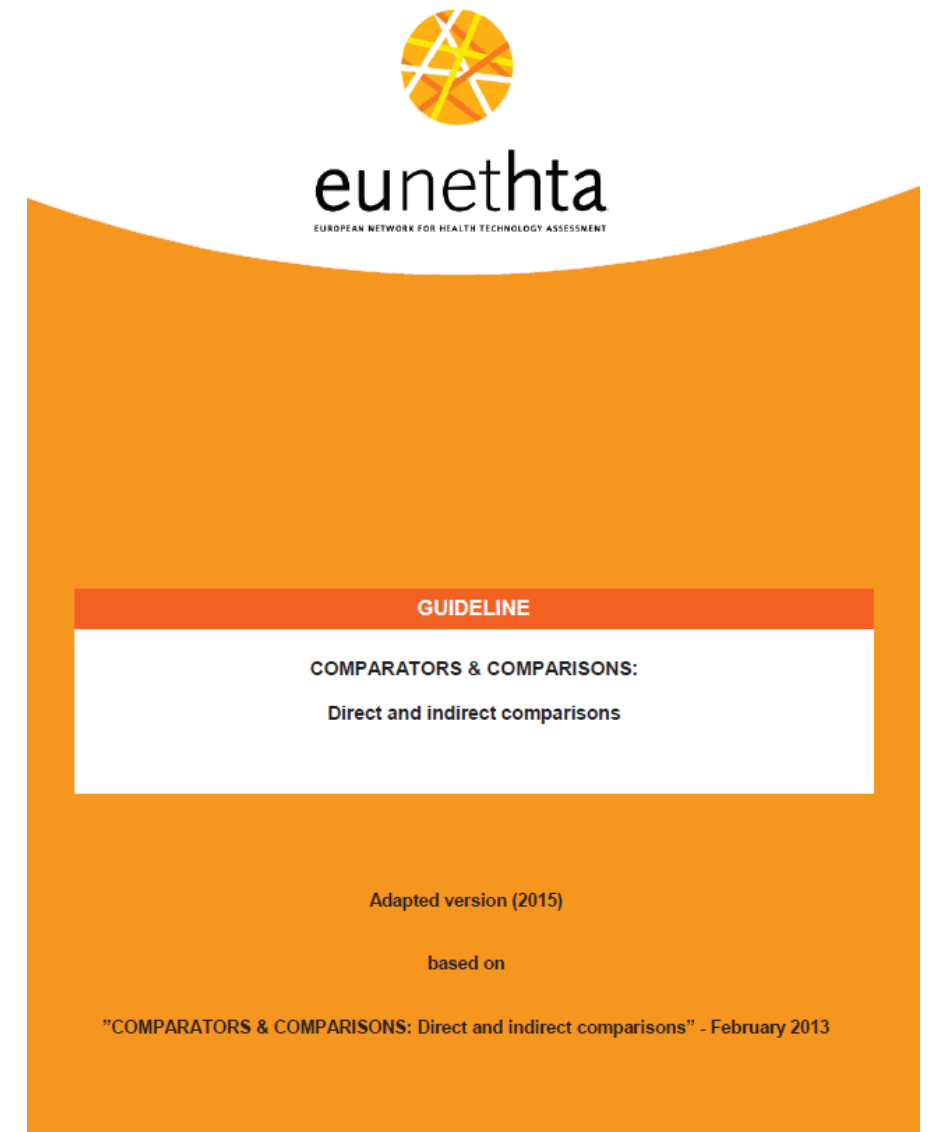 eunethta
EUROPEAN NETWORK FOR HEALTH TECHNOLOGY ASSESSMENT
GUIDELINE
COMPARATORS & COMPARISONS:
Direct and indirect comparisons
Adapted version (2015)
based on
”COMPARATORS & COMPARISONS: Direct and indirect comparisons” - February 2013